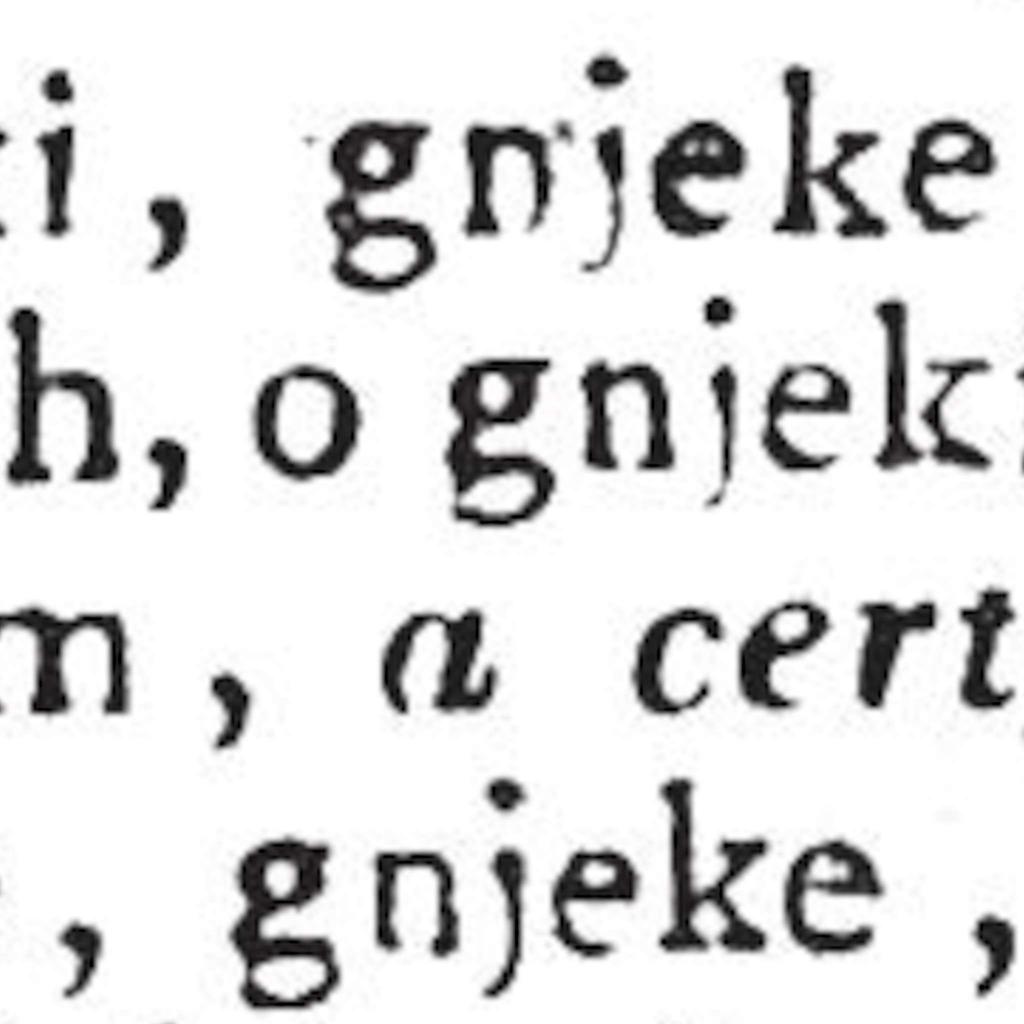 i, gnjeke
h, o gnjek
m, a cert
, gnjeke,